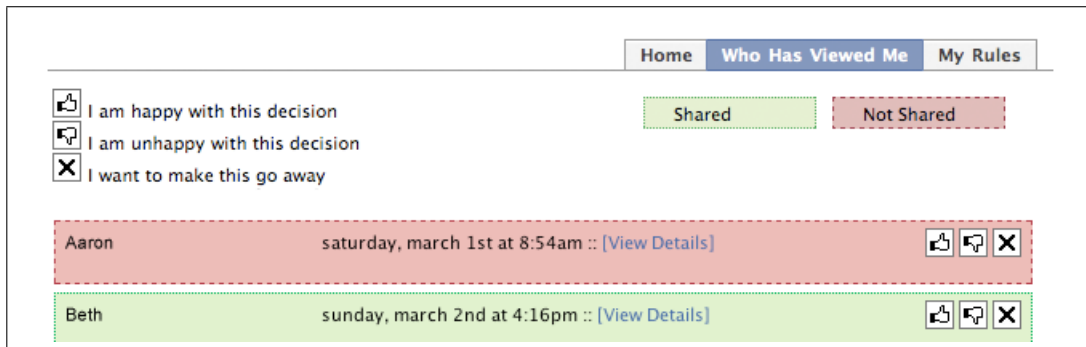 Home Who Has Viewed Me My Rules
I am happy with this decision
Shared Not Shared
I am unhappy with this decision
I want to make this go away
Aaron saturday, march 1st at 8:54am :: [View Details]
Beth sunday, march 2nd at 4:16pm :: [View Details]